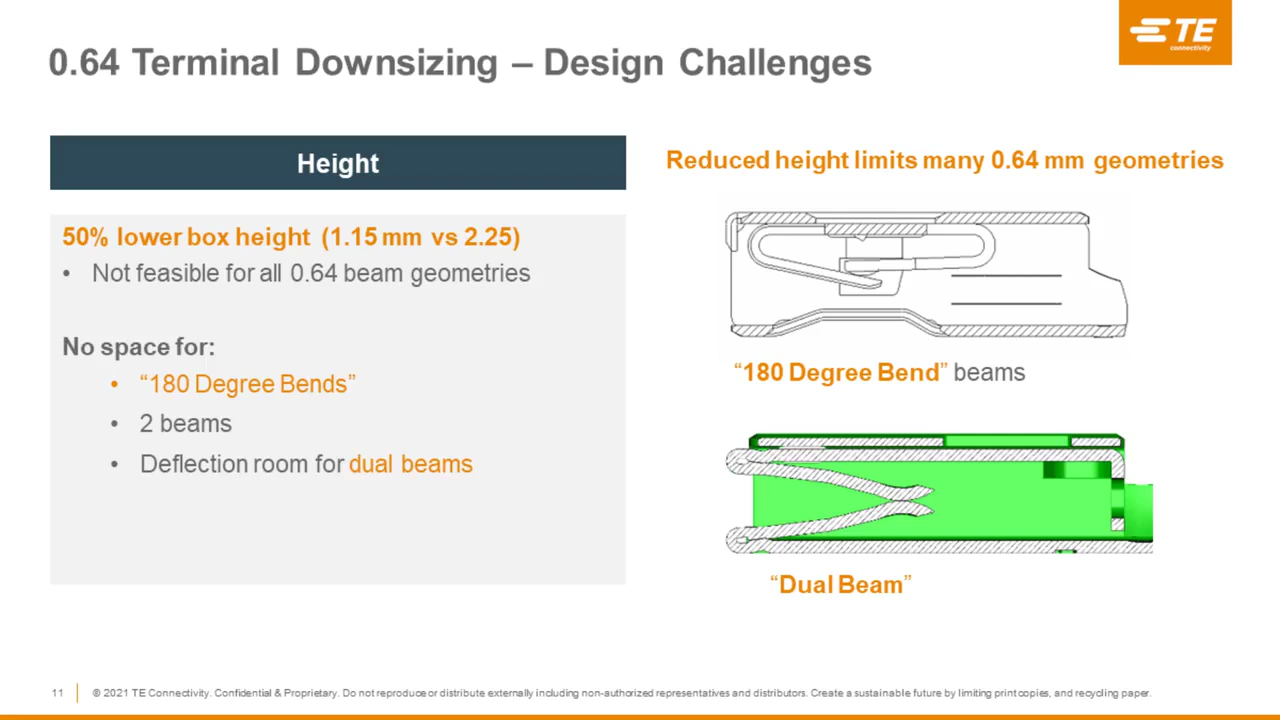 TE
connectivity
0.64 Terminal Downsizing – Design Challenges
Height
50% lower box height (1.15 mm vs 2.25)
• Not feasible for all 0.64 beam geometries
No space for:
• “180 Degree Bends”
• 2 beams
• Deflection room for dual beams
Reduced height limits many 0.64 mm geometries
“180 Degree Bend” beams
“Dual Beam”
11
© 2021 TE Connectivity. Confidential & Proprietary. Do not reproduce or distribute externally including non-authorized representatives and distributors. Create a sustainable future by limiting print copies, and recycling paper.